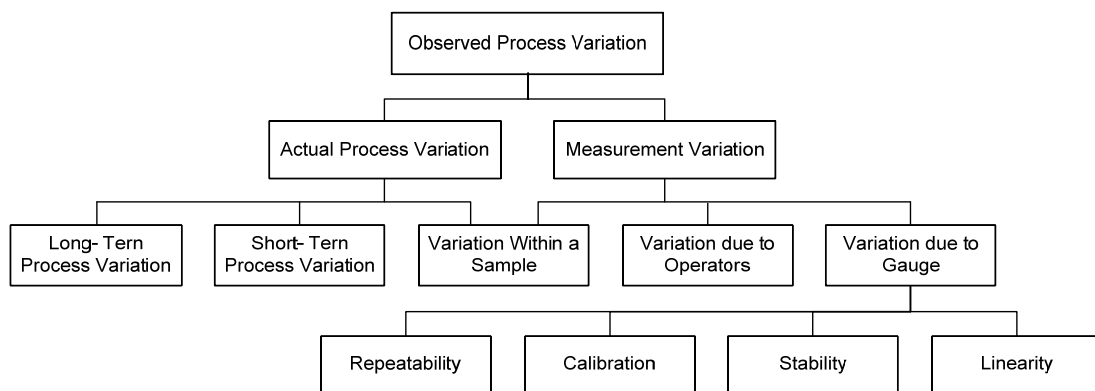 Observed Process Variation
Actual Process Variation
Measurement Variation
Long- Tern
Process Variation
Short- Tern
Process Variation
Variation Within a
Sample
Variation due to
Operators
Variation due to
Gauge
Repeatability
Calibration
Stability
Linearity